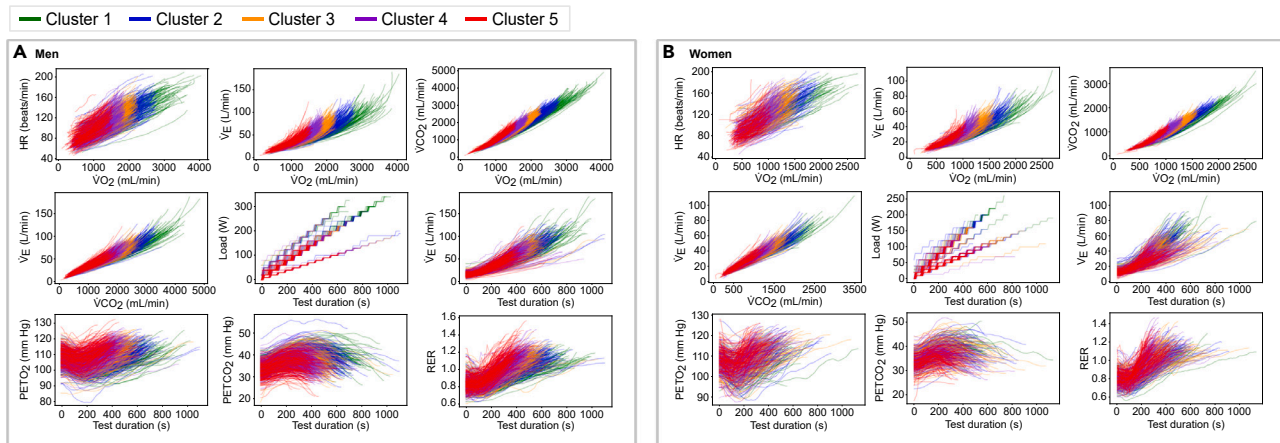 Cluster 1 Cluster 2 Cluster 3 Cluster 4 Cluster 5
A Men
HR (beats/min)
200
160
120
80
40
1000 2000 3000 4000
V̇O2 (mL/min)
V̇E (L/min)
150
100
50
0
1000 2000 3000 4000
V̇O2 (mL/min)
V̇CO2 (mL/min)
5000
4000
3000
2000
1000
0
1000 2000 3000 4000
V̇O2 (mL/min)
V̇E (L/min)
150
100
50
0
0 1000 2000 3000 4000 5000
V̇CO2 (mL/min)
Load (W)
300
200
100
0
0 200 400 600 800 1000
Test duration (s)
V̇E (L/min)
150
100
50
0
0 200 400 600 800 1000
Test duration (s)
PETO2 (mm Hg)
130
120
110
100
90
80
0 200 400 600 800 1000
Test duration (s)
PETCO2 (mm Hg)
50
40
30
20
0 200 400 600 800 1000
Test duration (s)
RER
1.6
1.4
1.2
1.0
0.8
0.6
0 200 400 600 800 1000
Test duration (s)
B Women
HR (beats/min)
200
160
120
80
40
500 1000 1500 2000 2500
V̇O2 (mL/min)
V̇E (L/min)
100
80
60
40
20
0
500 1000 1500 2000 2500
V̇O2 (mL/min)
V̇CO2 (mL/min)
3000
2000
1000
0
500 1000 1500 2000 2500
V̇O2 (mL/min)
V̇E (L/min)
100
80
60
40
20
0
500 1500 2500 3500
V̇CO2 (mL/min)
Load (W)
250
200
150
100
50
0
0 200 400 600 800 1000
Test duration (s)
V̇E (L/min)
100
80
60
40
20
0
0 200 400 600 800 1000
Test duration (s)
PETO2 (mm Hg)
130
120
110
100
90
0 200 400 600 800 1000
Test duration (s)
PETCO2 (mm Hg)
50
40
30
20
0 200 400 600 800 1000
Test duration (s)
RER
1.4
1.2
1.0
0.8
0.6
0 200 400 600 800 1000
Test duration (s)